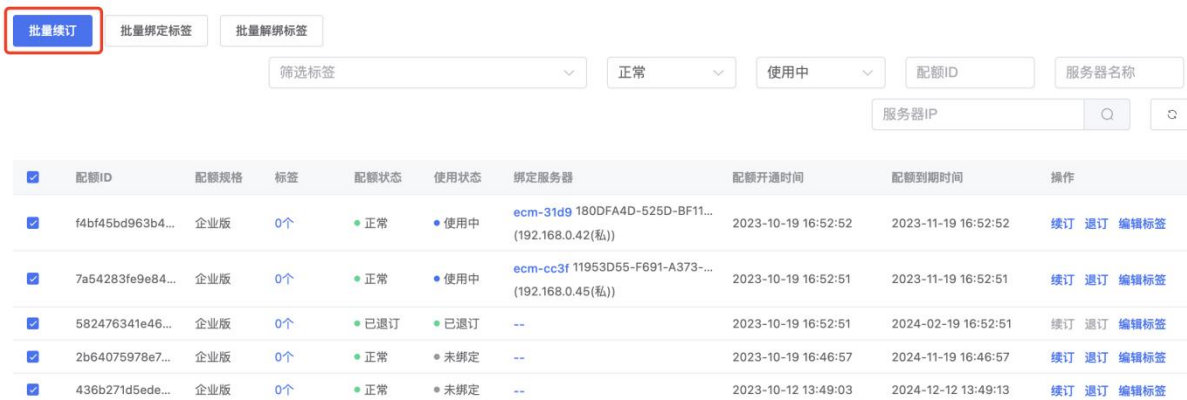 批量续订 批量绑定标签 批量解绑标签
筛选标签 正常 使用中 配额ID 服务器名称
服务器IP
配额ID 配额规格 标签 配额状态 使用状态 绑定服务器 配额开通时间 配额到期时间 操作
f4bf45bd963b4... 企业版 0个 正常 使用中 ecm-31d9 180DFA4D-525D-BF11... 2023-10-19 16:52:52 2023-11-19 16:52:52 续订 退订 编辑标签
(192.168.0.42(私))
7a54283fe9e84... 企业版 0个 正常 使用中 ecm-cc3f 11953D55-F691-A373-... 2023-10-19 16:52:51 2023-11-19 16:52:51 续订 退订 编辑标签
(192.168.0.45(私))
582476341e46... 企业版 0个 已退订 已退订 -- 2023-10-19 16:52:51 2024-02-19 16:52:51 续订 退订 编辑标签
2b64075978e7... 企业版 0个 正常 未绑定 -- 2023-10-19 16:46:57 2024-11-19 16:46:57 续订 退订 编辑标签
436b271d5ede... 企业版 0个 正常 未绑定 -- 2023-10-12 13:49:03 2024-12-12 13:49:13 续订 退订 编辑标签